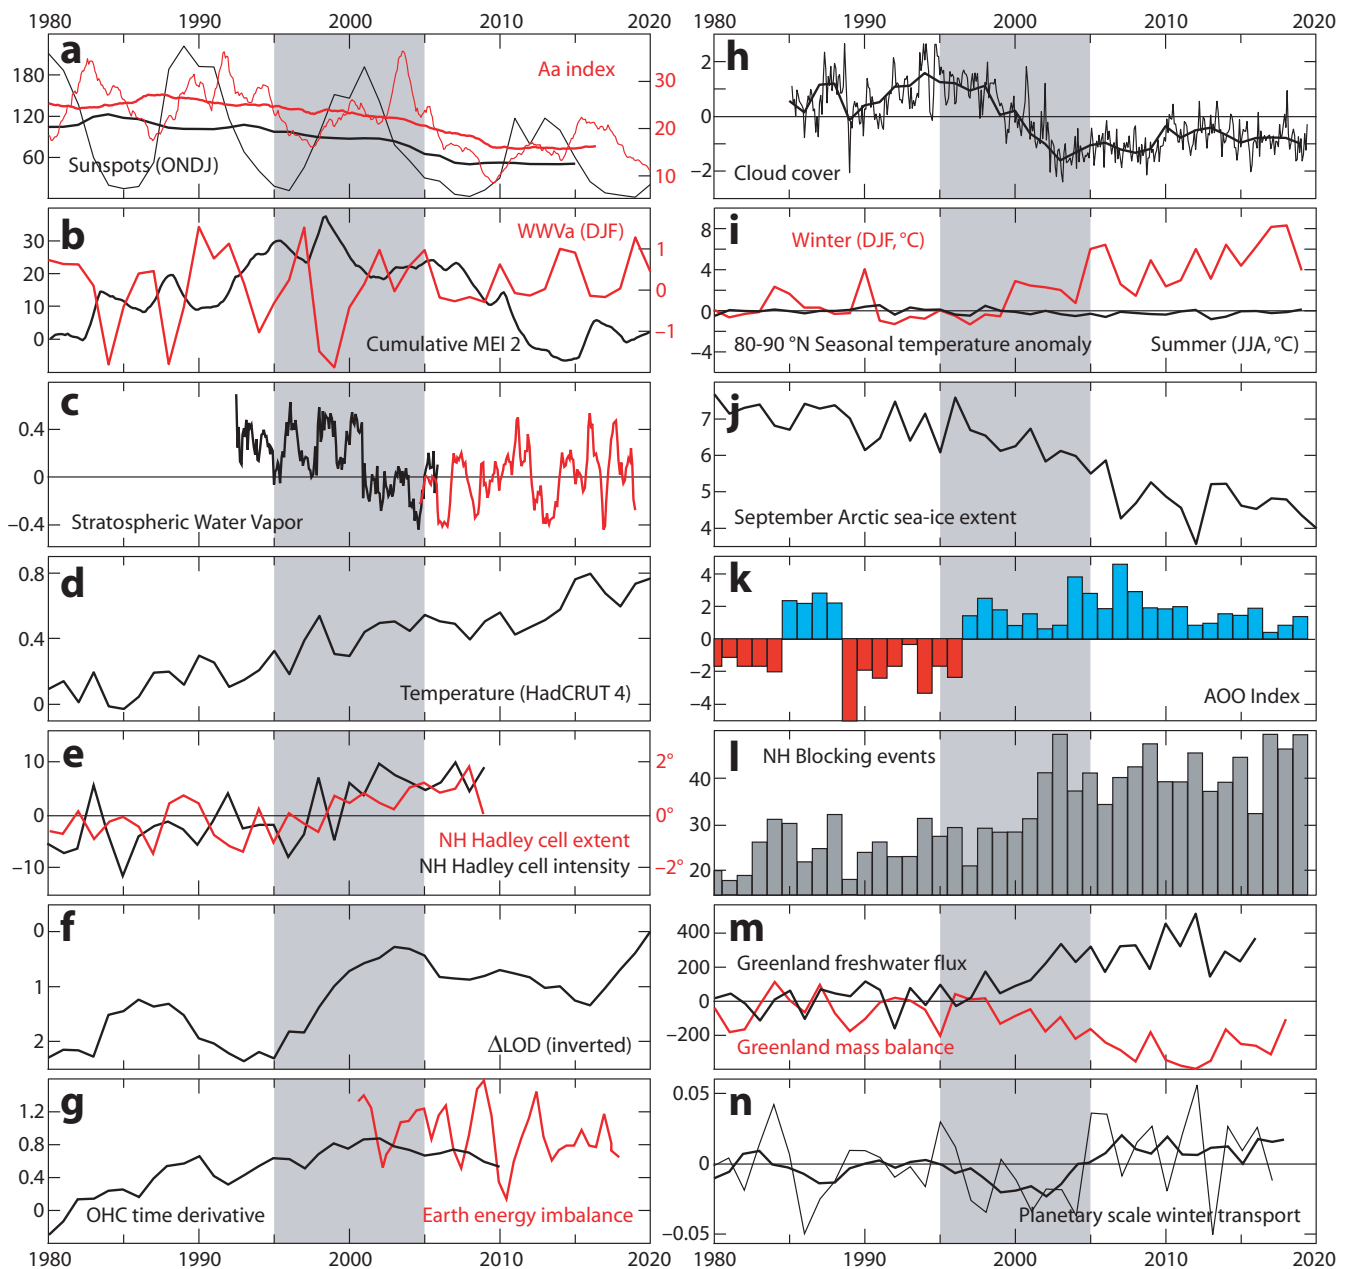 1980 1990 2000 2010 2020
a
180
120
60
Aa index
30
20
10
Sunspots (ONDJ)
b
30
20
10
0
WWVa (DJF)
1
0
−1
Cumulative MEI 2
c
0.4
0
−0.4
Stratospheric Water Vapor
d
0.8
0.4
0
Temperature (HadCRUT 4)
e
10
0
−10
2°
0°
−2°
NH Hadley cell extent
NH Hadley cell intensity
f
0
1
2
ΔLOD (inverted)
g
1.2
0.8
0.4
0
OHC time derivative
Earth energy imbalance
1980 1990 2000 2010 2020
1980 1990 2000 2010 2020
h
2
0
−2
Cloud cover
i
8
4
0
−4
Winter (DJF, °C)
80-90 °N Seasonal temperature anomaly
Summer (JJA, °C)
j
7
6
5
4
September Arctic sea-ice extent
k
4
2
0
−2
−4
AOO Index
l
NH Blocking events
40
30
20
m
400
200
0
−200
Greenland freshwater flux
Greenland mass balance
n
0.05
0
−0.05
Planetary scale winter transport
1980 1990 2000 2010 2020